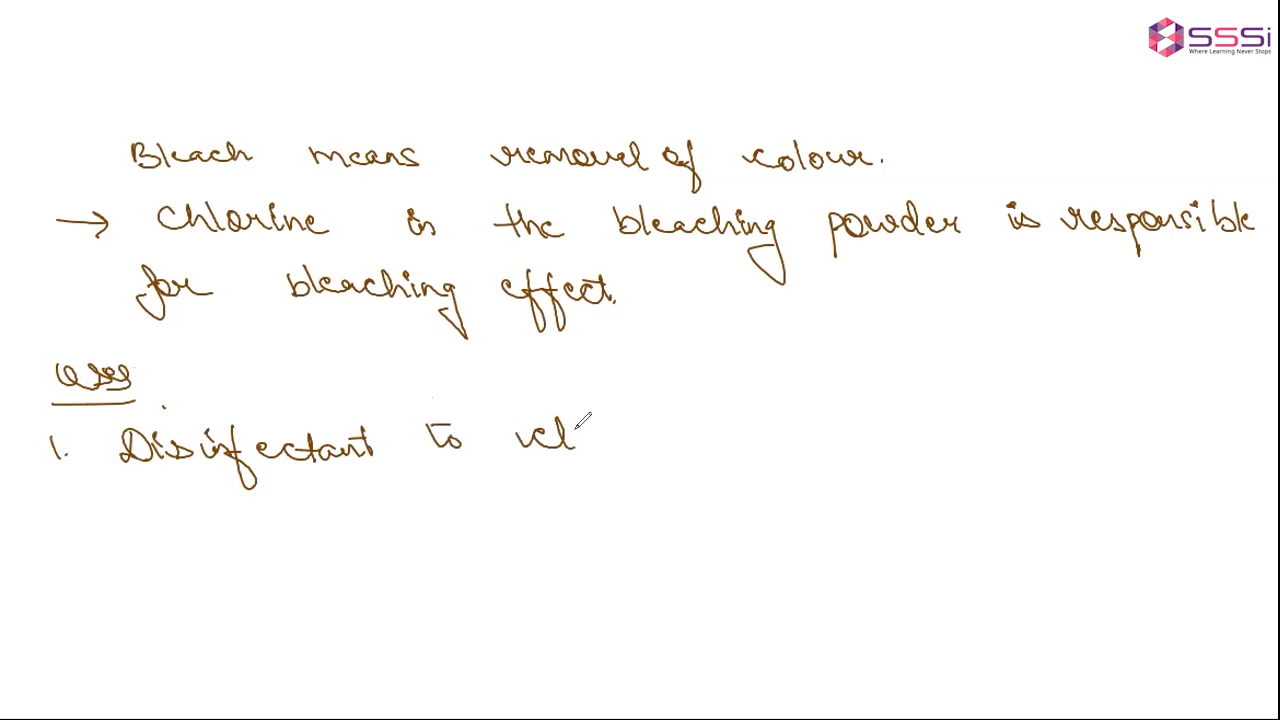 SSSi
Where Learning Never Stops
Bleach means removel of colour.
→ Chlorine in the bleaching powder is responsible
for bleaching effect.
Uses
1. Disinfectant to